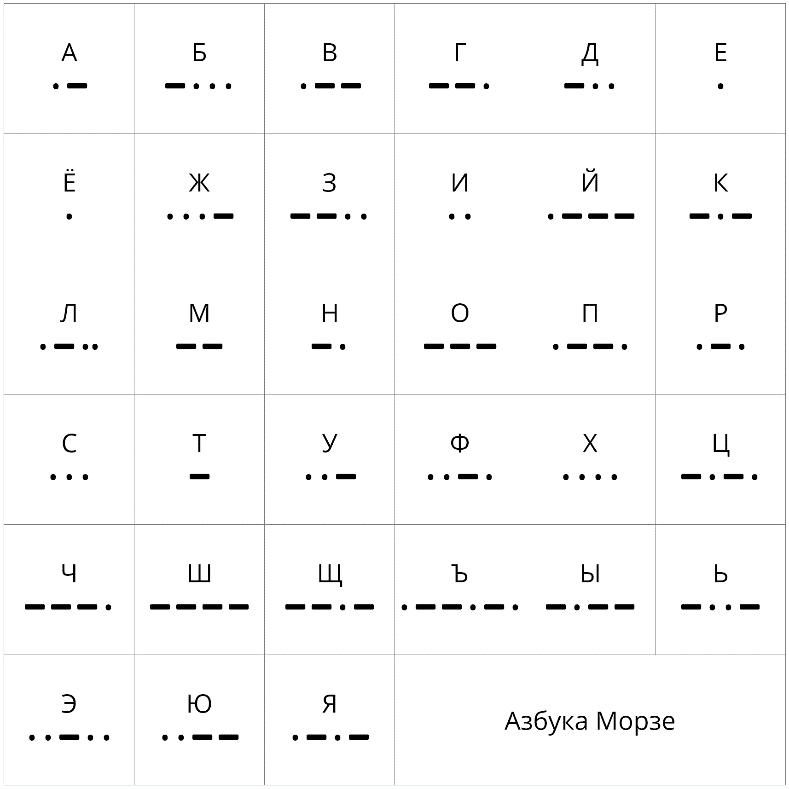 А Б В Г Д Е
·− −··· ·−− −−· −·· ·
Ё Ж З И Й К
· ···− −−·· ·· ·−−− −·−
Л М Н О П Р
·−·· −− −· −−− ·−−· ·−·
С Т У Ф Х Ц
··· − ··− ··−· ···· −·−·
Ч Ш Щ Ъ Ы Ь
−−−· −−−− −−·− ·−−·−· −·−− −··−
Э Ю Я
··−·· ··−− ·−·−
Азбука Морзе